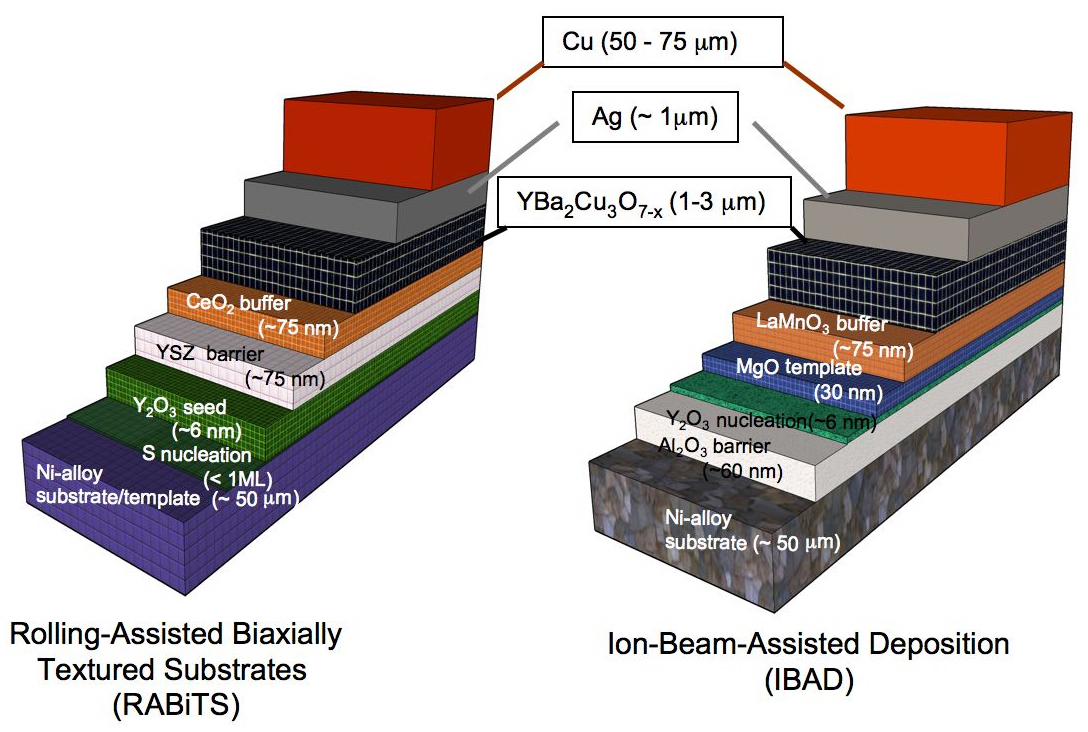 Cu (50 - 75 μm)
Ag (~ 1μm)
YBa₂Cu₃O₇₋ₓ (1-3 μm)
CeO₂ buffer
(~75 nm)
YSZ barrier
(~75 nm)
Y₂O₃ seed
(~6 nm)
S nucleation
(< 1ML)
Ni-alloy
substrate/template (~ 50 μm)
Rolling-Assisted Biaxially
Textured Substrates
(RABiTS)
LaMnO₃ buffer
(~75 nm)
MgO template
(30 nm)
Y₂O₃ nucleation(~6 nm)
Al₂O₃ barrier
(~60 nm)
Ni-alloy
substrate (~ 50 μm)
Ion-Beam-Assisted Deposition
(IBAD)